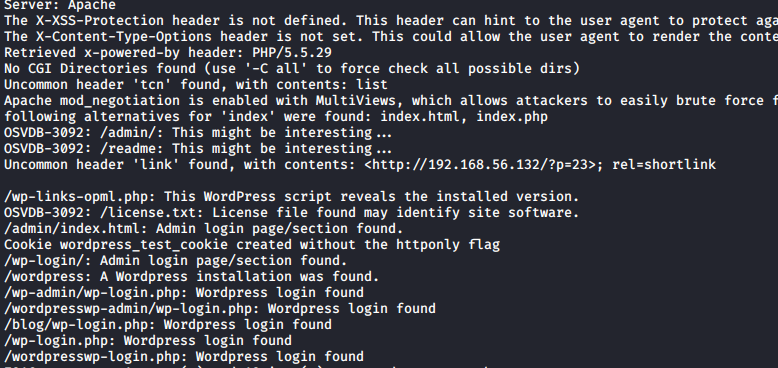 Server: Apache
The X-XSS-Protection header is not defined. This header can hint to the user agent to protect aga
The X-Content-Type-Options header is not set. This could allow the user agent to render the conte
Retrieved x-powered-by header: PHP/5.5.29
No CGI Directories found (use '-C all' to force check all possible dirs)
Uncommon header 'tcn' found, with contents: list
Apache mod_negotiation is enabled with MultiViews, which allows attackers to easily brute force f
following alternatives for 'index' were found: index.html, index.php
OSVDB-3092: /admin/: This might be interesting...
OSVDB-3092: /readme: This might be interesting...
Uncommon header 'link' found, with contents: <http://192.168.56.132/?p=23>; rel=shortlink
/wp-links-opml.php: This WordPress script reveals the installed version.
OSVDB-3092: /license.txt: License file found may identify site software.
/admin/index.html: Admin login page/section found.
Cookie wordpress_test_cookie created without the httponly flag
/wp-login/: Admin login page/section found.
/wordpress: A Wordpress installation was found.
/wp-admin/wp-login.php: Wordpress login found
/wordpresswp-admin/wp-login.php: Wordpress login found
/blog/wp-login.php: Wordpress login found
/wp-login.php: Wordpress login found
/wordpresswp-login.php: Wordpress login found